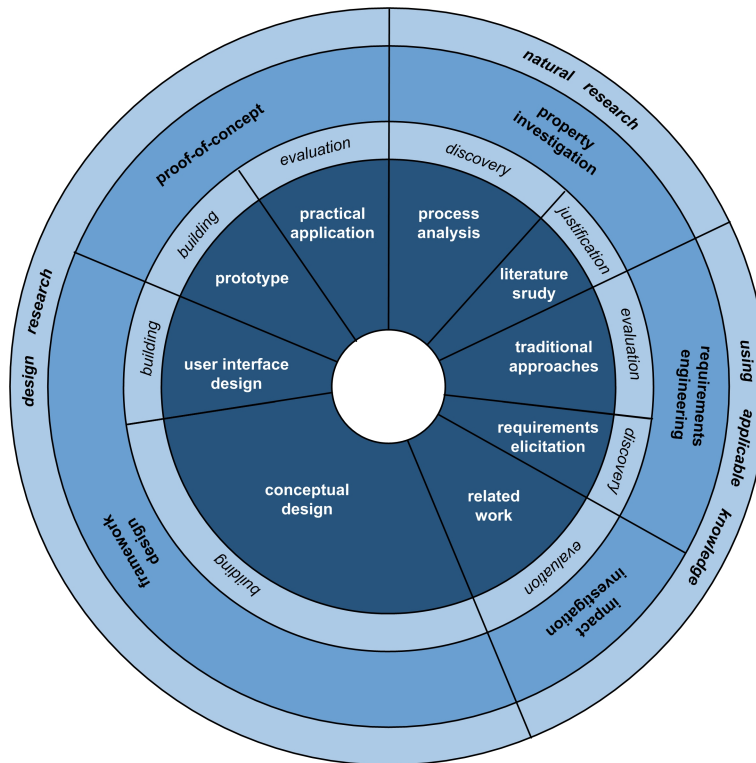 natural research
property
investigation
discovery
justification
process
analysis
literature
srudy
using applicable knowledge
requirements
engineering
evaluation
traditional
approaches
discovery
requirements
elicitation
impact
investigation
evaluation
related
work
design research
framework
design
building
conceptual
design
building
user interface
design
proof-of-concept
building
prototype
evaluation
practical
application